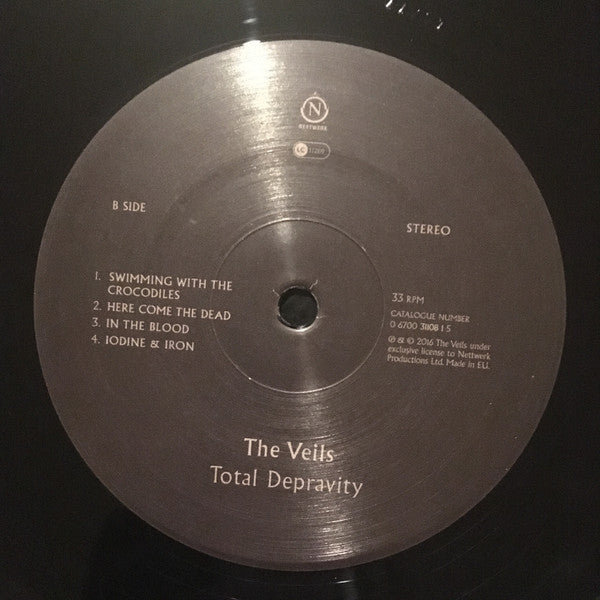 N
NETTWERK
LC 11269
B SIDE
STEREO
1. SWIMMING WITH THE
CROCODILES
2. HERE COME THE DEAD
3. IN THE BLOOD
4. IODINE & IRON
33 RPM
CATALOGUE NUMBER
0 6700 31108 1 5
℗ & © 2016 The Veils under
exclusive license to Nettwerk
Productions Ltd. Made in EU.
The Veils
Total Depravity